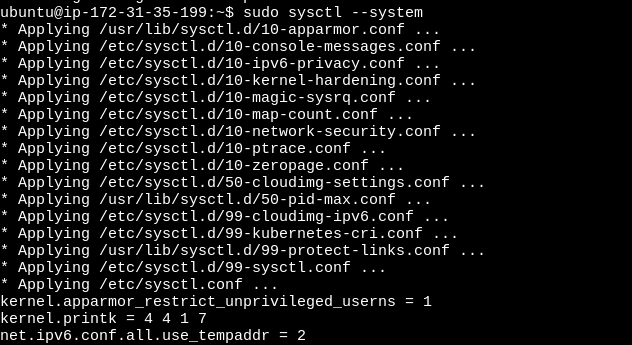 ubuntu@ip-172-31-35-199:~$ sudo sysctl --system
* Applying /usr/lib/sysctl.d/10-apparmor.conf ...
* Applying /etc/sysctl.d/10-console-messages.conf ...
* Applying /etc/sysctl.d/10-ipv6-privacy.conf ...
* Applying /etc/sysctl.d/10-kernel-hardening.conf ...
* Applying /etc/sysctl.d/10-magic-sysrq.conf ...
* Applying /etc/sysctl.d/10-map-count.conf ...
* Applying /etc/sysctl.d/10-network-security.conf ...
* Applying /etc/sysctl.d/10-ptrace.conf ...
* Applying /etc/sysctl.d/10-zeropage.conf ...
* Applying /etc/sysctl.d/50-cloudimg-settings.conf ...
* Applying /usr/lib/sysctl.d/50-pid-max.conf ...
* Applying /etc/sysctl.d/99-cloudimg-ipv6.conf ...
* Applying /etc/sysctl.d/99-kubernetes-cri.conf ...
* Applying /usr/lib/sysctl.d/99-protect-links.conf ...
* Applying /etc/sysctl.d/99-sysctl.conf ...
* Applying /etc/sysctl.conf ...
kernel.apparmor_restrict_unprivileged_userns = 1
kernel.printk = 4 4 1 7
net.ipv6.conf.all.use_tempaddr = 2